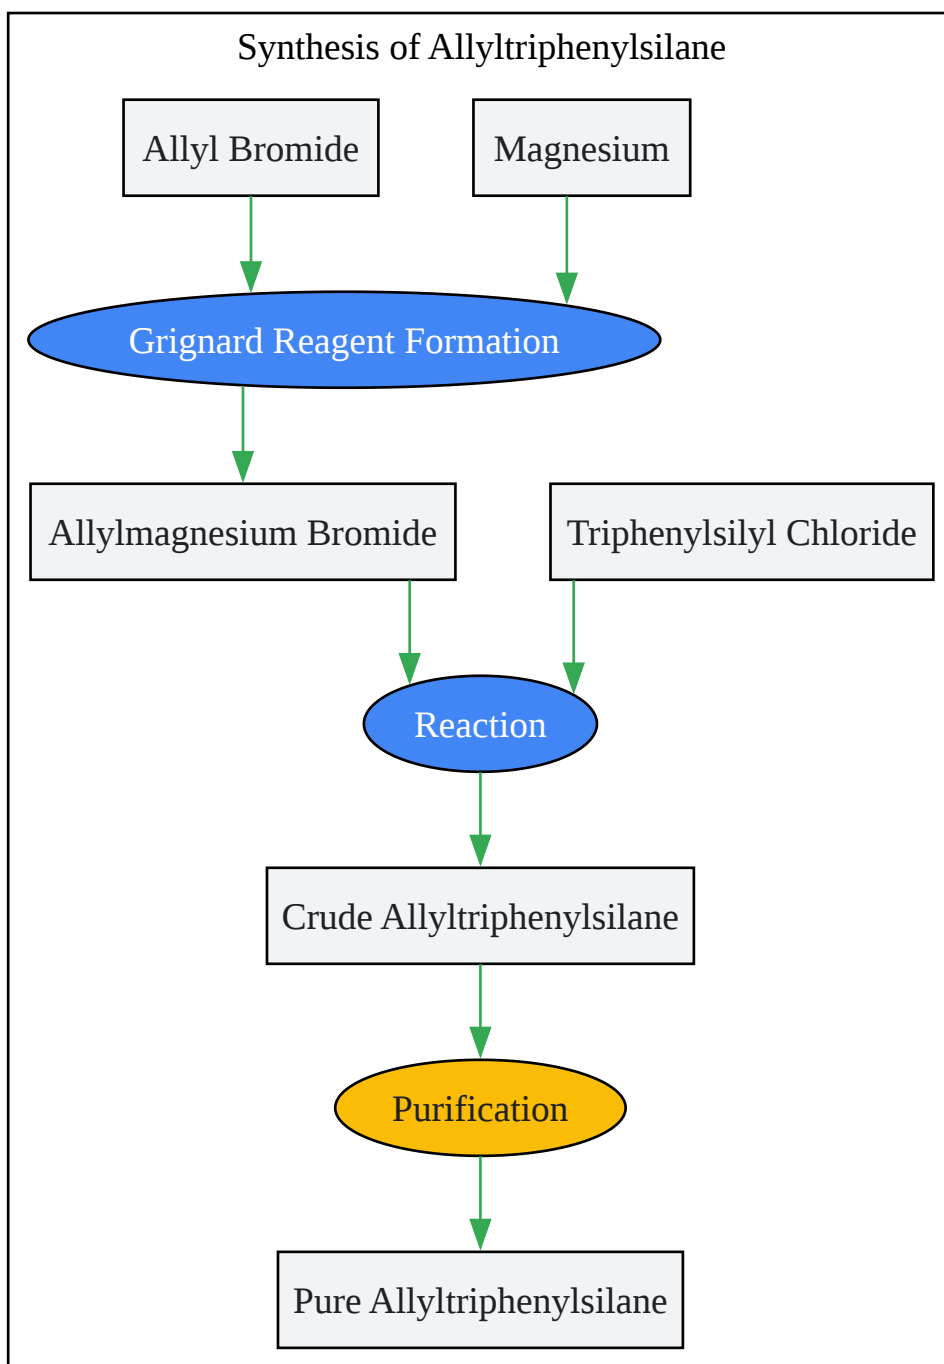 Synthesis of Allyltriphenylsilane
Allyl Bromide
Magnesium
Grignard Reagent Formation
Allylmagnesium Bromide
Triphenylsilyl Chloride
Reaction
Crude Allyltriphenylsilane
Purification
Pure Allyltriphenylsilane